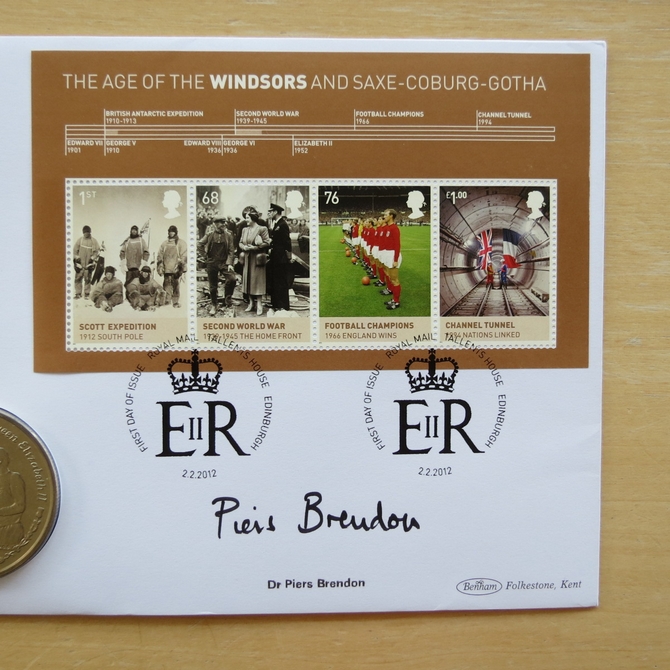 THE AGE OF THE WINDSORS AND SAXE-COBURG-GOTHA
BRITISH ANTARCTIC EXPEDITION
1910-1913
SECOND WORLD WAR
1939-1945
FOOTBALL CHAMPIONS
1966
CHANNEL TUNNEL
1994
EDWARD VII
1901
GEORGE V
1910
EDWARD VIII
1936
GEORGE VI
1936
ELIZABETH II
1952
1ST
68
76
£1.00
SCOTT EXPEDITION
1912 SOUTH POLE
SECOND WORLD WAR
1939-1945 THE HOME FRONT
FOOTBALL CHAMPIONS
1966 ENGLAND WINS
CHANNEL TUNNEL
1994 NATIONS LINKED
FIRST DAY OF ISSUE ROYAL MAIL TALLENTS HOUSE EDINBURGH
EIIR
2.2.2012
FIRST DAY OF ISSUE ROYAL MAIL TALLENTS HOUSE EDINBURGH
EIIR
2.2.2012
Elizabeth II
Piers Brendon
Dr Piers Brendon
Benham Folkestone, Kent